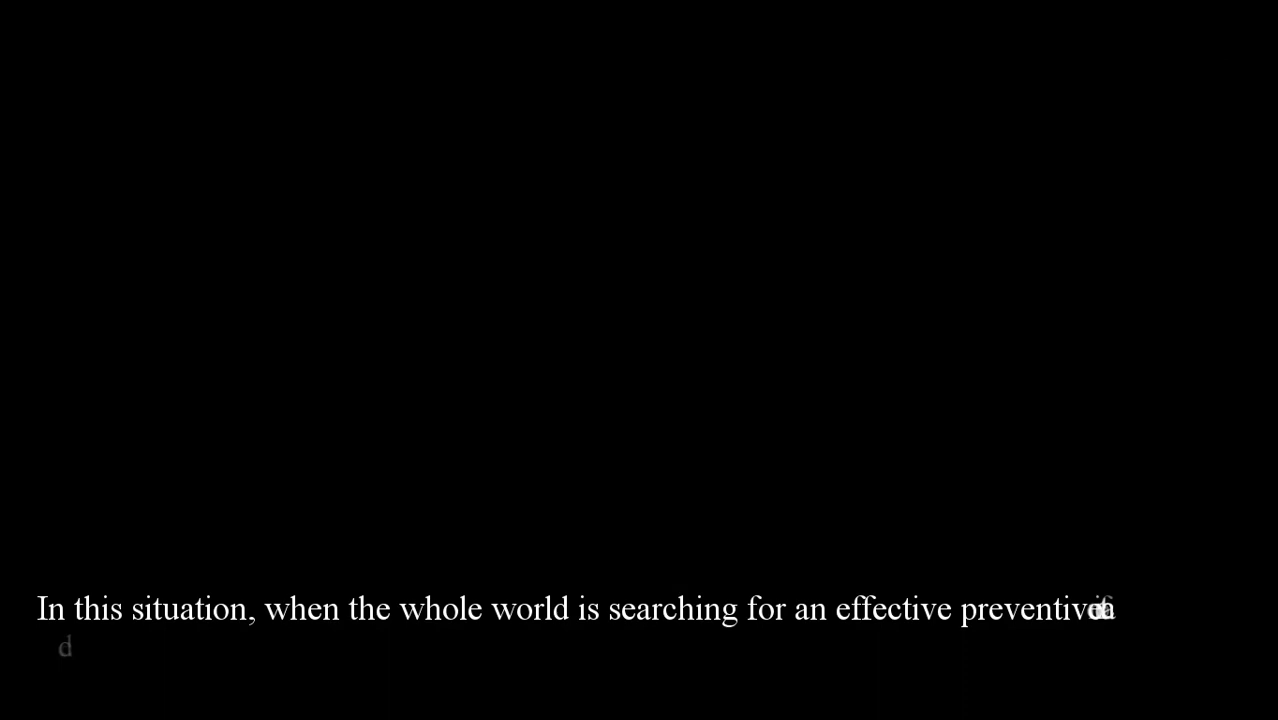 In this situation, when the whole world is searching for an effective preventive
d